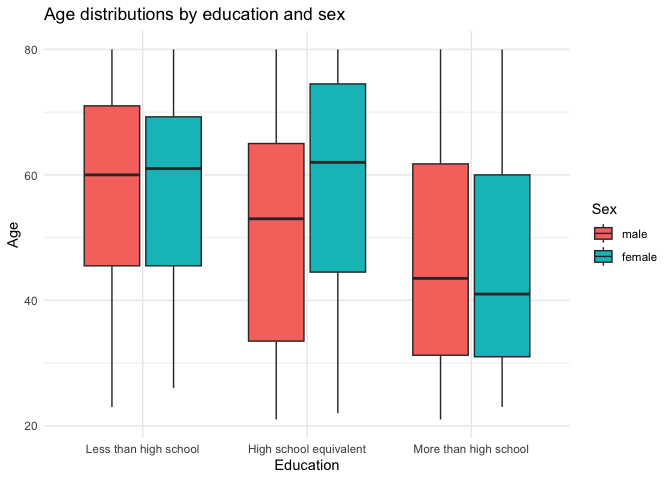 Age distributions by education and sex
80
60
40
20
Age
Less than high school
High school equivalent
More than high school
Education
Sex
male
female